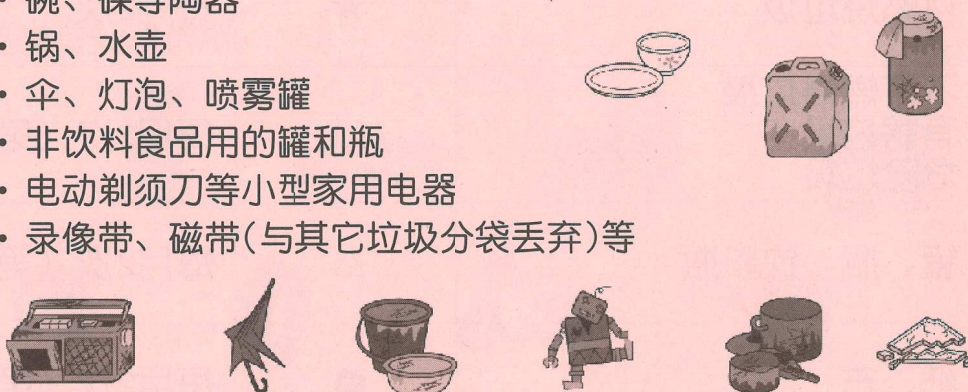 · 碗、碟等陶器
· 锅、水壶
· 伞、灯泡、喷雾罐
· 非饮料食品用的罐和瓶
· 电动剃须刀等小型家用电器
· 录像带、磁带(与其它垃圾分袋丢弃)等